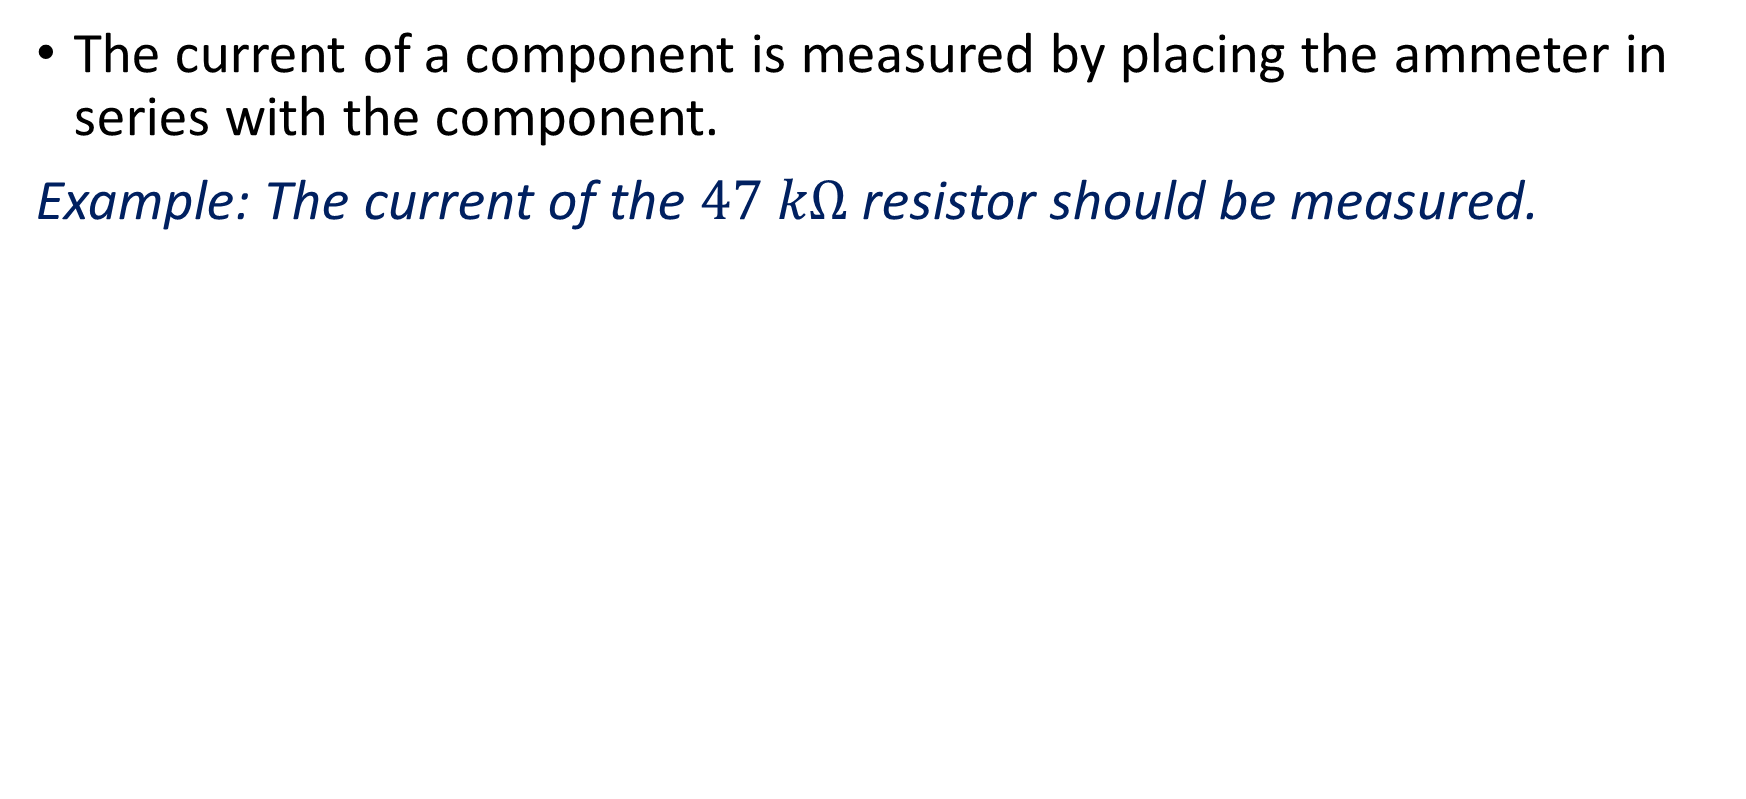 • The current of a component is measured by placing the ammeter in
series with the component.
Example: The current of the 47 kΩ resistor should be measured.